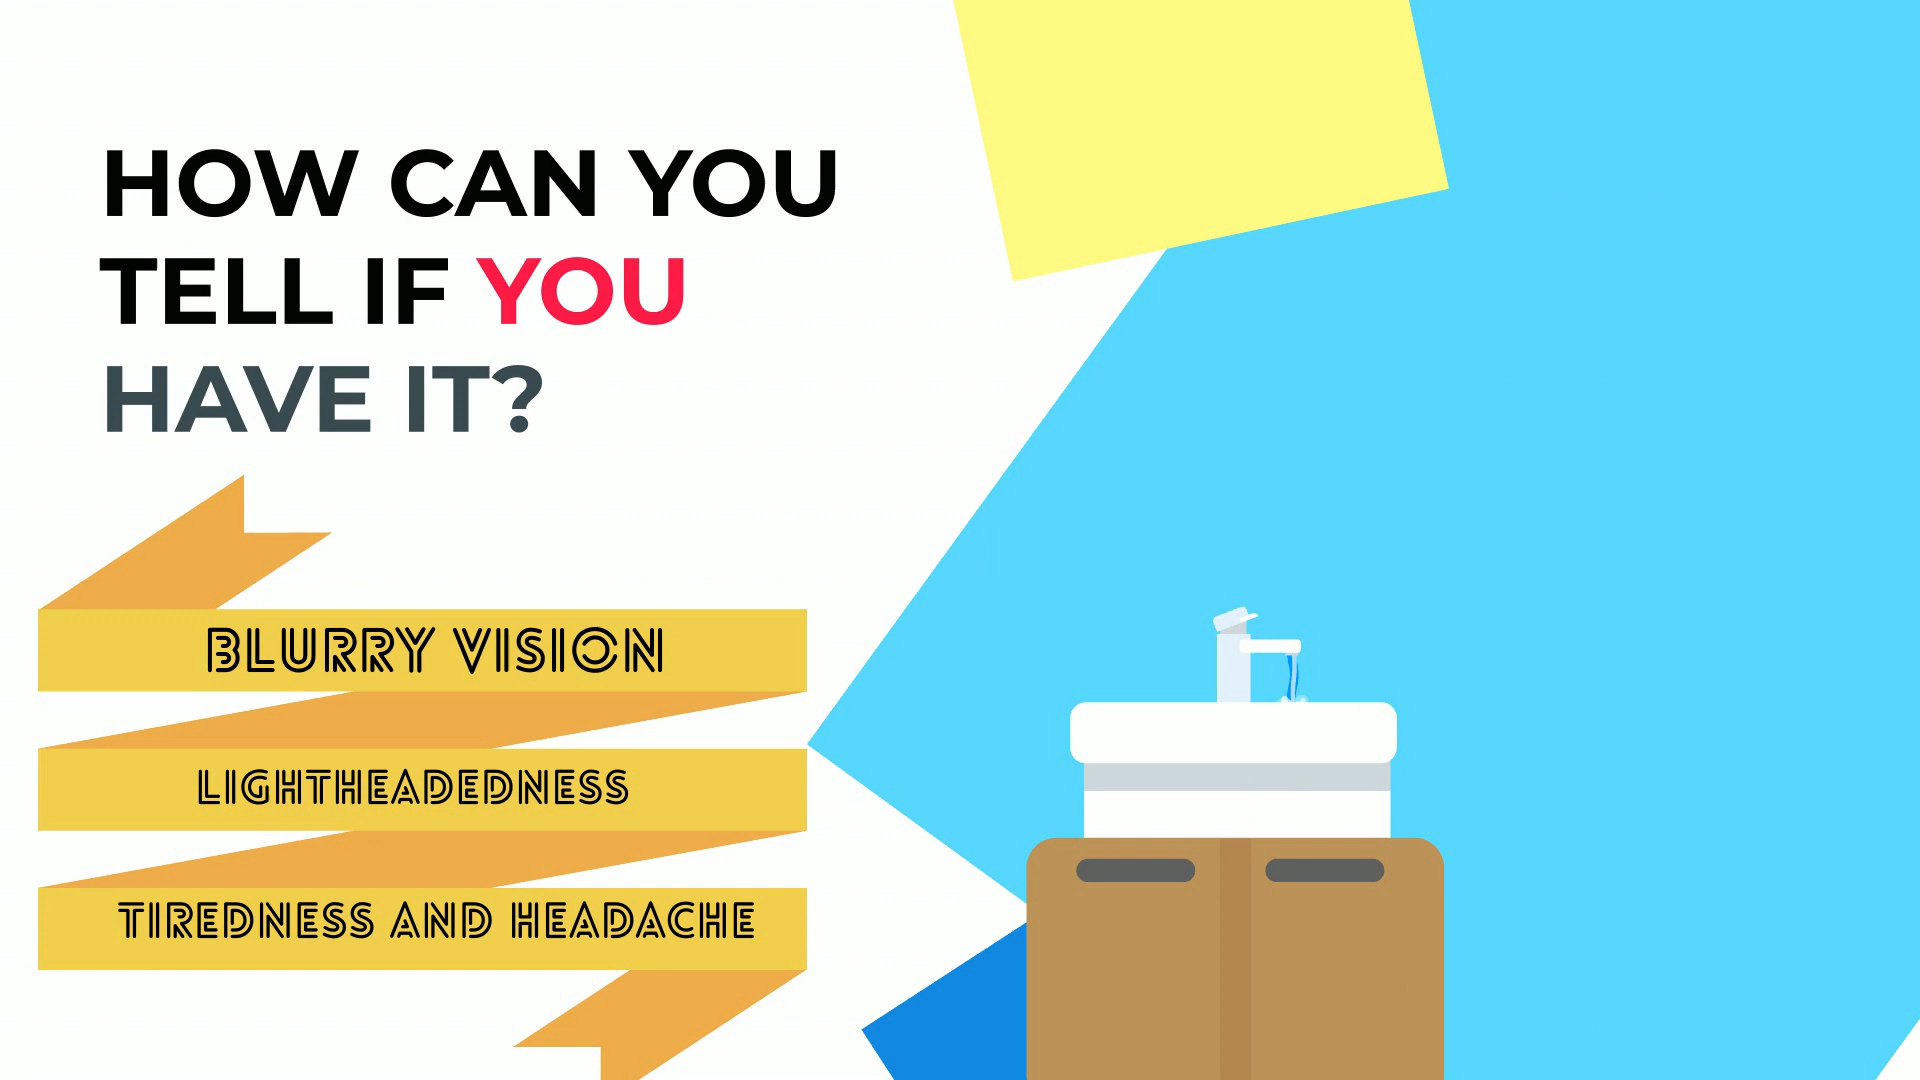 HOW CAN YOU
TELL IF YOU
HAVE IT?
BLURRY VISION
LIGHTHEADEDNESS
TIREDNESS AND HEADACHE